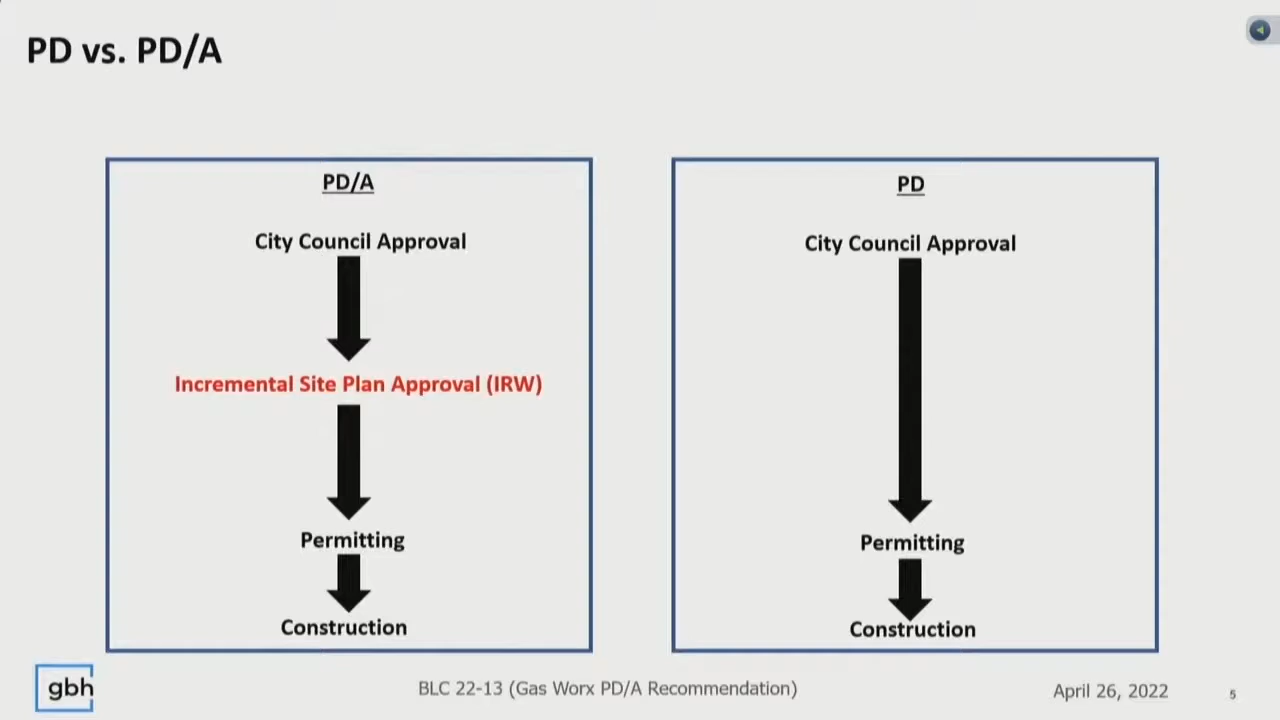 PD vs. PD/A
PD/A
City Council Approval
Incremental Site Plan Approval (IRW)
Permitting
Construction
PD
City Council Approval
Permitting
Construction
gbh
BLC 22-13 (Gas Worx PD/A Recommendation)
April 26, 2022
5